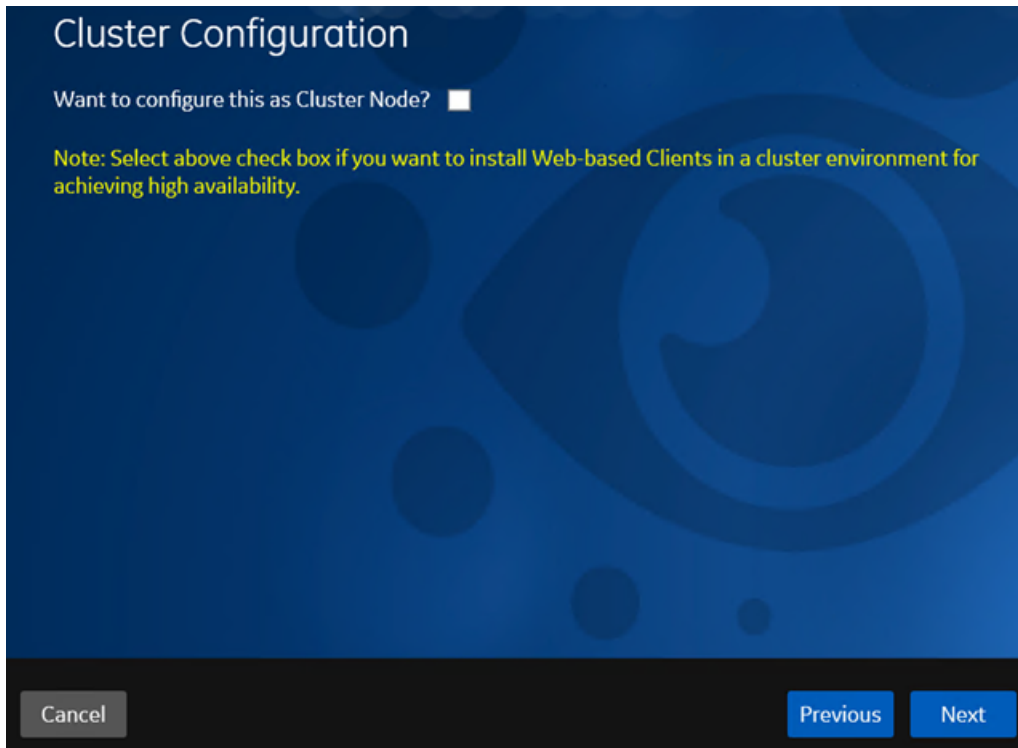 Cluster Configuration
Want to configure this as Cluster Node?
Note: Select above check box if you want to install Web-based Clients in a cluster environment for
achieving high availability.
Cancel
Previous
Next